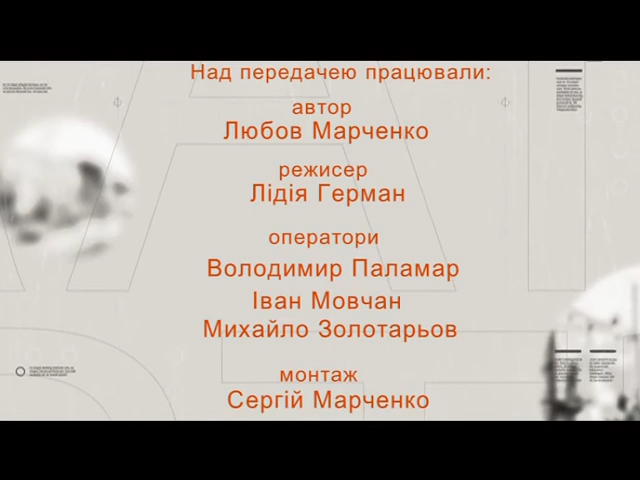 Над передачею працювали:
автор
Любов Марченко
режисер
Лідія Герман
оператори
Володимир Паламар
Іван Мовчан
Михайло Золотарьов
монтаж
Сергій Марченко